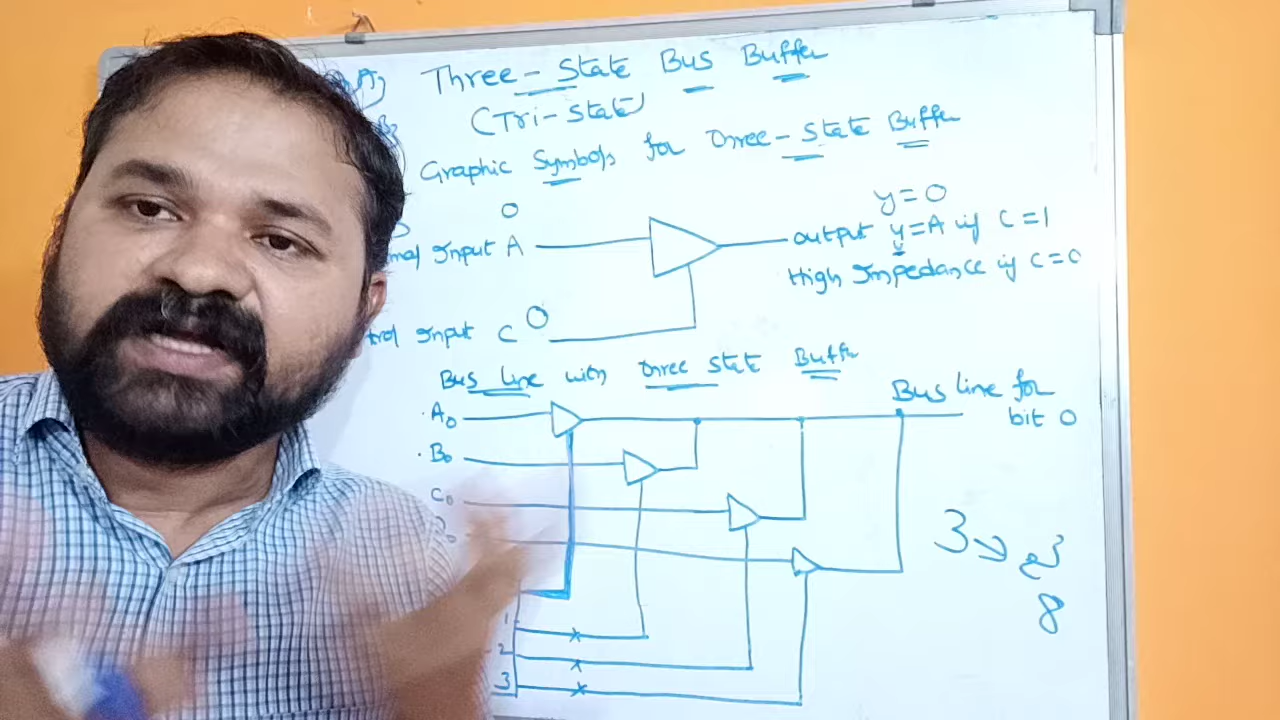 Three-State Bus Buffer
(Tri-State)
Graphic Symbols for Three-State Buffer
0
y=0
Input A
output y=A if C=1
High Impedance if C=0
Input C 0
Bus line with three state Buffer
Bus line for
bit 0
A0
B0
C0
3 → 2^3
8
1
2
3